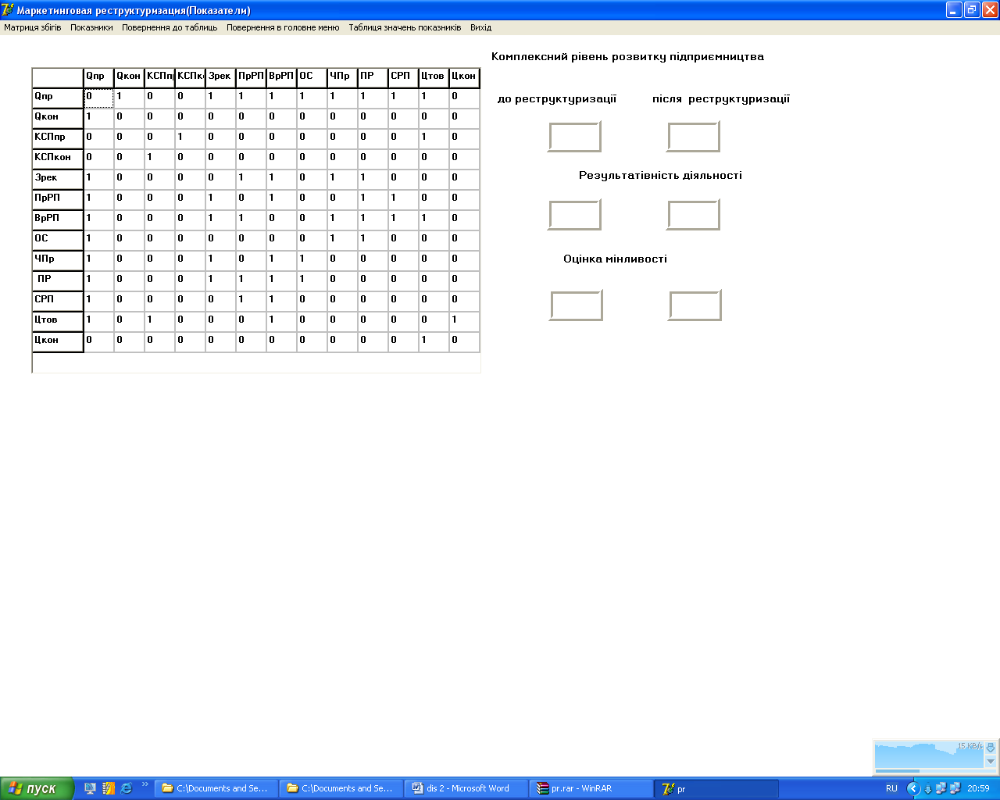 Маркетинговая реструктуризация(Показатели)
Матриця збігів Показники Повернення до таблиць Повернення в головне меню Таблиця значень показників Вихід
Комплексний рівень розвитку підприємництва
до реструктуризації після реструктуризації
Результатівність діяльності
Оцінка мінливості
Qпр Qкон КСПп КСПк Зрек ПрРП ВрРП ОС ЧПр ПР СРП Цтов Цкон
Qпр 0 1 0 0 1 1 1 1 1 1 1 1 0
Qкон 1 0 0 0 0 0 0 0 0 0 0 0 0
КСПпр 0 0 0 1 0 0 0 0 0 0 0 1 0
КСПкон 0 0 1 0 0 0 0 0 0 0 0 0 0
Зрек 1 0 0 0 0 1 1 0 1 1 0 0 0
ПрРП 1 0 0 0 1 0 1 0 0 1 1 0 0
ВрРП 1 0 0 0 1 1 0 0 1 1 1 1 0
ОС 1 0 0 0 0 0 0 0 1 1 0 0 0
ЧПр 1 0 0 0 1 0 1 1 0 0 0 0 0
ПР 1 0 0 0 1 1 1 1 0 0 0 0 0
СРП 1 0 0 0 0 1 1 0 0 0 0 0 0
Цтов 1 0 1 0 0 0 1 0 0 0 0 0 1
Цкон 0 0 0 0 0 0 0 0 0 0 0 1 0
15 KB/s
пуск C:\Documents and Se... C:\Documents and Se... dis 2 - Microsoft Word pr.rar - WinRAR pr RU 20:59